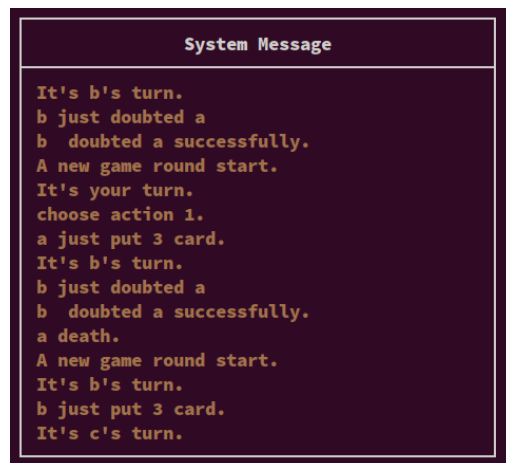 System Message
It's b's turn.
b just doubted a
b  doubted a successfully.
A new game round start.
It's your turn.
choose action 1.
a just put 3 card.
It's b's turn.
b just doubted a
b  doubted a successfully.
a death.
A new game round start.
It's b's turn.
b just put 3 card.
It's c's turn.